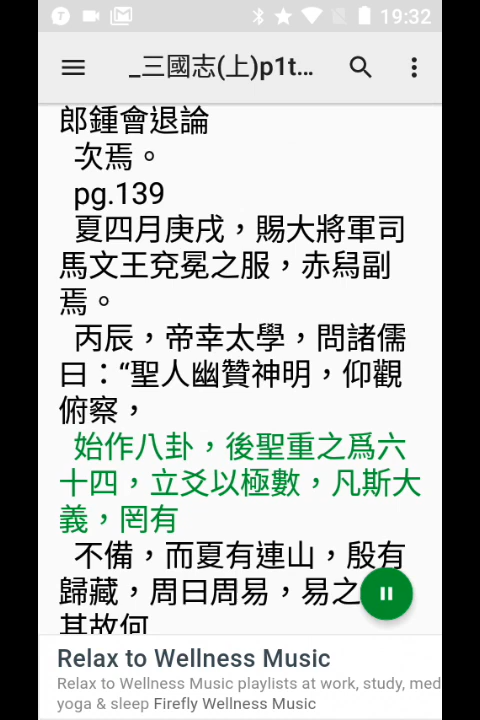 19:32
_三國志(上)p1t...
郎鍾會退論
次焉。
pg.139
夏四月庚戌，賜大將軍司
馬文王兗冕之服，赤舄副
焉。
丙辰，帝幸太學，問諸儒
曰：“聖人幽贊神明，仰觀
俯察，
始作八卦，後聖重之爲六
十四，立爻以極數，凡斯大
義，罔有
不備，而夏有連山，殷有
歸藏，周曰周易，易之
其故何
Relax to Wellness Music
Relax to Wellness Music playlists at work, study, med
yoga & sleep Firefly Wellness Music